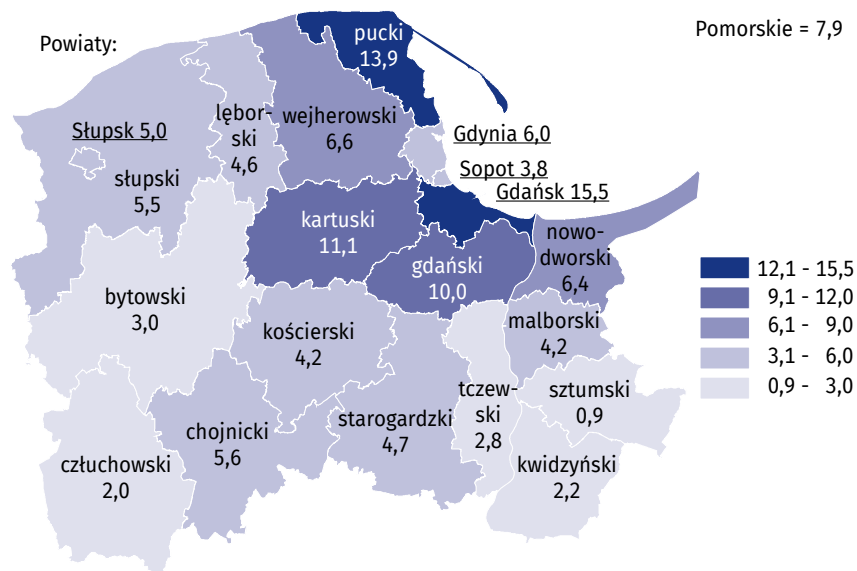 Powiaty:
Pomorskie = 7,9
pucki
13,9
Słupsk 5,0
słupski
5,5
lębor-
ski
4,6
wejherowski
6,6
Gdynia 6,0
Sopot 3,8
Gdańsk 15,5
kartuski
11,1
gdański
10,0
nowo-
dworski
6,4
bytowski
3,0
kościerski
4,2
malborski
4,2
tczew-
ski
2,8
sztumski
0,9
chojnicki
5,6
starogardzki
4,7
człuchowski
2,0
kwidzyński
2,2
12,1 - 15,5
9,1 - 12,0
6,1 - 9,0
3,1 - 6,0
0,9 - 3,0